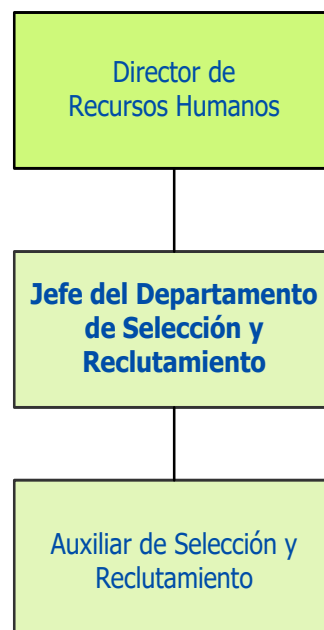 Director de
Recursos Humanos
Jefe del Departamento
de Selección y
Reclutamiento
Auxiliar de Selección y
Reclutamiento